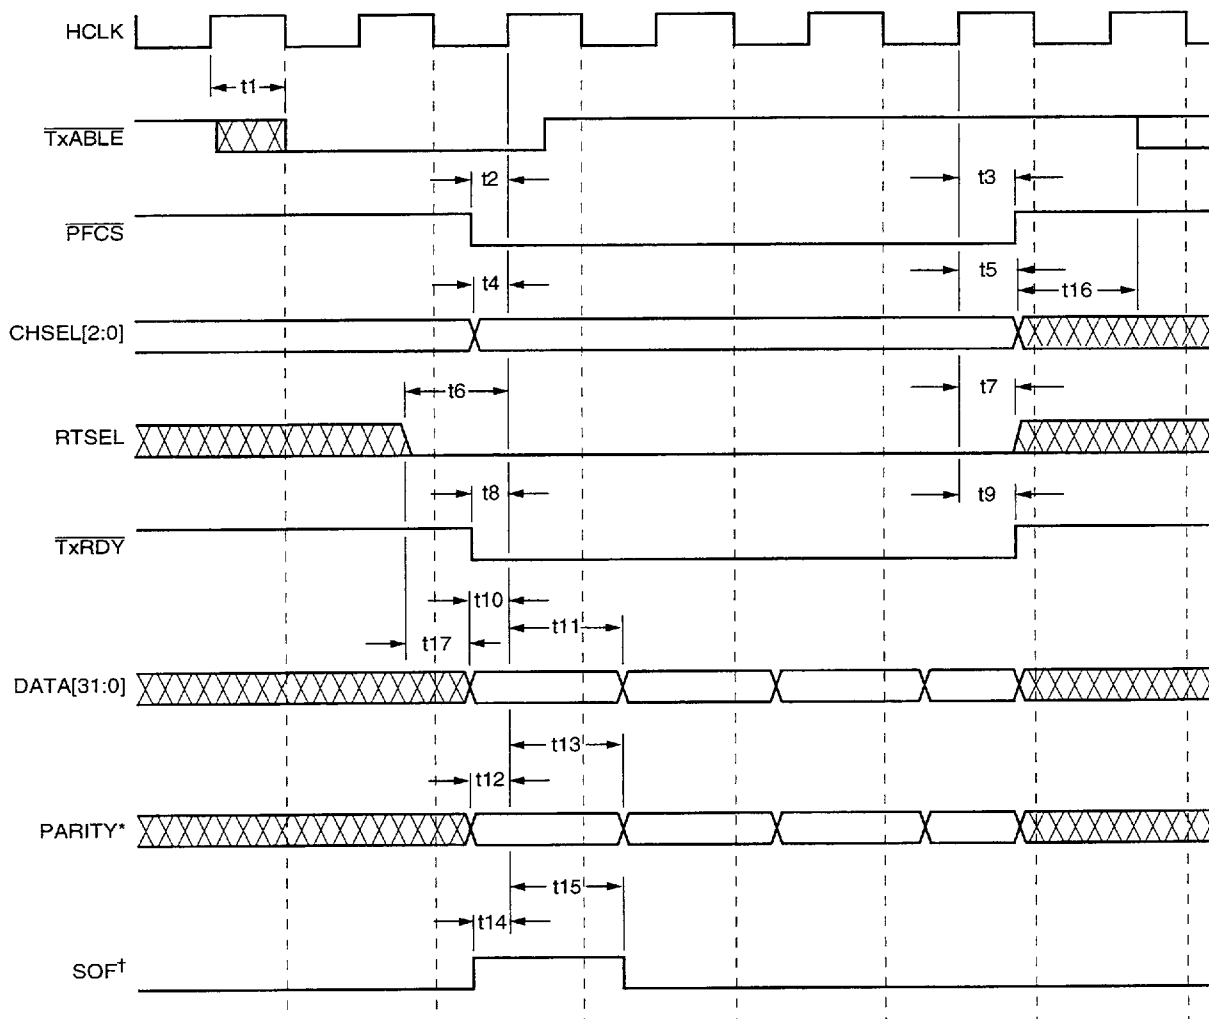 HCLK
t1
TxABLE
t2
t3
PFCS
t4
t5
t16
CHSEL[2:0]
t6
t7
RTSEL
t8
t9
TxRDY
t10
t11
t17
DATA[31:0]
t13
t12
PARITY*
t15
t14
SOF†